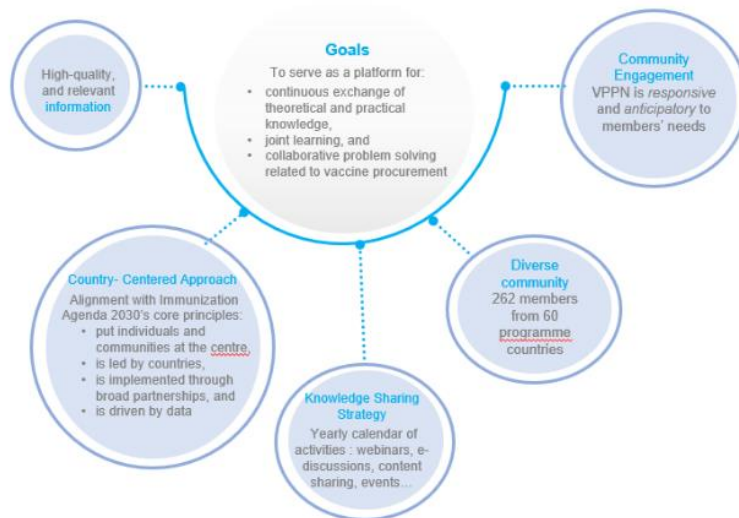 Goals
To serve as a platform for:
• continuous exchange of
theoretical and practical
knowledge,
• joint learning, and
• collaborative problem solving
related to vaccine procurement
High-quality,
and relevant
information
Community
Engagement
VPPN is responsive
and anticipatory to
members' needs
Country- Centered Approach
Alignment with Immunization
Agenda 2030's core principles:
• put individuals and
communities at the centre,
• is led by countries,
• is implemented through
broad partnerships, and
• is driven by data
Knowledge Sharing
Strategy
Yearly calendar of
activities : webinars, e-
discussions, content
sharing, events…
Diverse
community
262 members
from 60
programme
countries